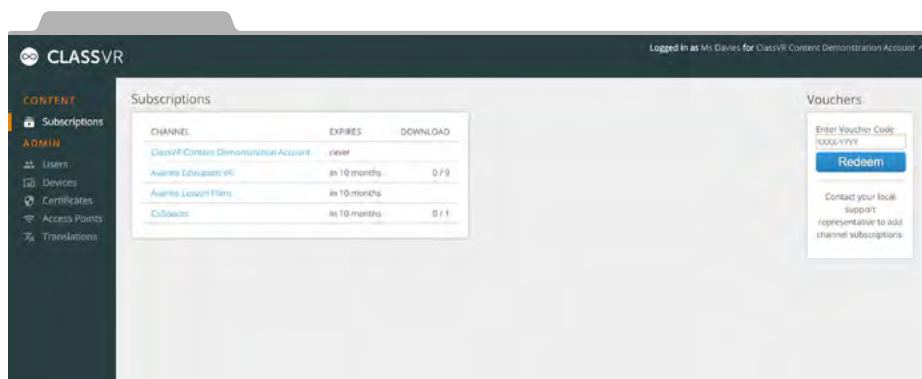 CLASSVR
Logged in as Ms Davies for ClassVR Content Demonstration Account
CONTENT
Subscriptions
ADMIN
Users
Devices
Certificates
Access Points
Translations
Subscriptions
CHANNEL EXPIRES DOWNLOAD
ClassVR Content Demonstration Account never
Avantis Education VR in 10 months 0 / 9
Avantis Lesson Plans in 10 months
CoSpaces in 10 months 0 / 1
Vouchers
Enter Voucher Code
Redeem
Contact your local
support
representative to add
channel subscriptions.